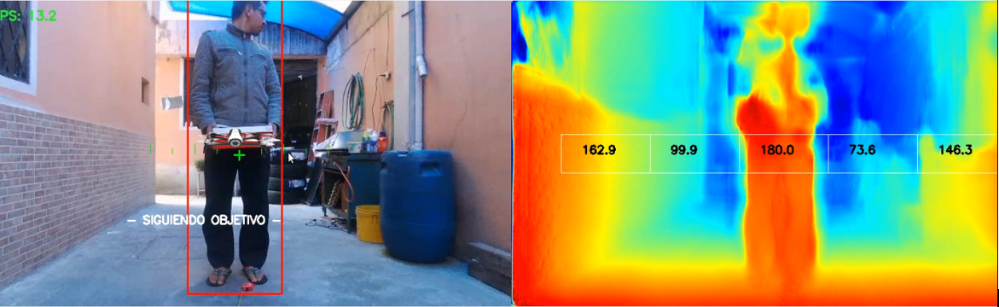 PS: 13.2
— SIGUIENDO OBJETIVO —
162.9 99.9 180.0 73.6 146.3